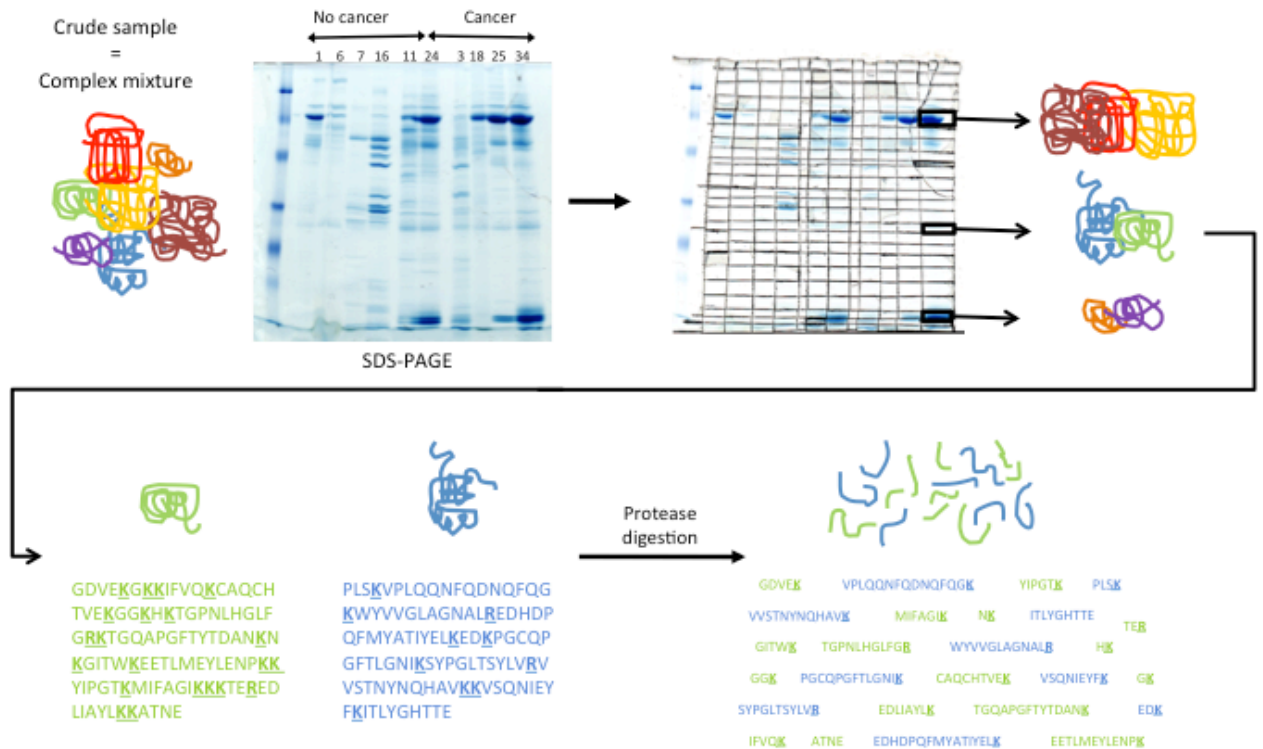 Crude sample
=
Complex mixture
No cancer Cancer
1 6 7 16 11 24 3 18 25 34
SDS-PAGE
Protease
digestion
GDVEKGKKIFVQKCAQCH
TVEKGGKHKTGPNLHGLF
GRKTGQAPGFTYTDANKN
KGITWKEETLMEYLENPKK
YIPGTKMIFAGIKKKTERED
LIAYLKKATNE
PLSKVPLQQNFQDNQFQG
KWYVVGLAGNALREDHDP
QFMYATIYELKEDKPGCQP
GFTLGNIKSYPGLTSYLVRV
VSTNYNQHAVKKVSQNIEY
FKITLYGHTTE
GDVEK VPLQQNFQDNQFQGK YIPGTK PLSK
VVSTNYNQHAVK MIFAGIK NK ITLYGHTTE
TER
GITWK TGPNLHGLFGR WYVVGLAGNALR HK
GGK PGCQPGFTLGNIK CAQCHTVEK VSQNIEYFK GK
SYPGLTSYLVR EDLIAYLK TGQAPGFTYTDANK EDK
IFVQK ATNE EDHDPQFMYATIYELK EETLMEYLENPK